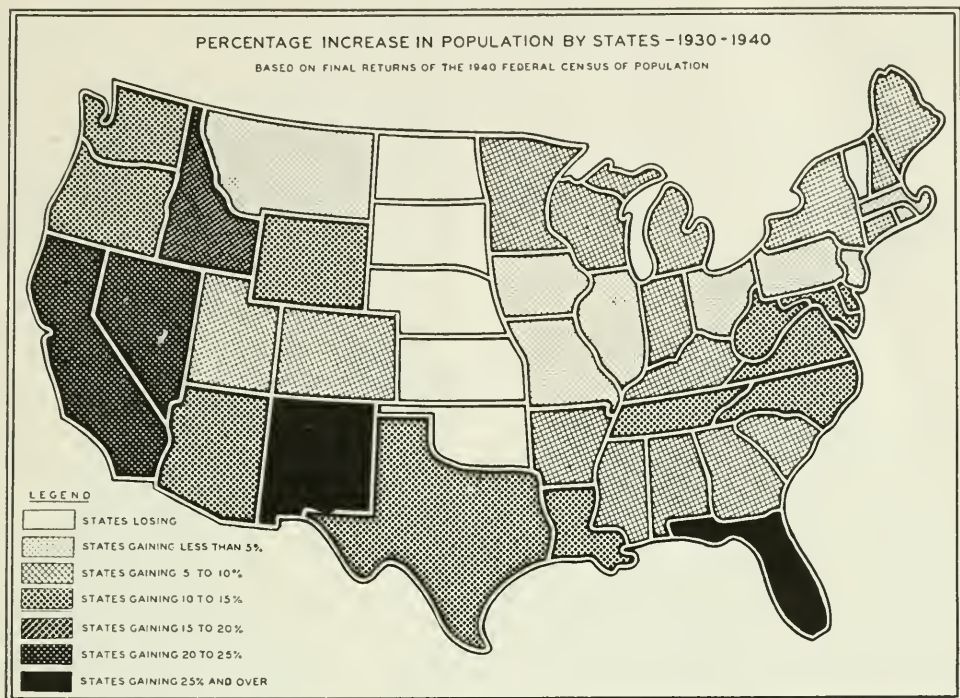 PERCENTAGE INCREASE IN POPULATION BY STATES - 1930 - 1940
BASED ON FINAL RETURNS OF THE 1940 FEDERAL CENSUS OF POPULATION
LEGEND
STATES LOSING
STATES GAINING LESS THAN 5%
STATES GAINING 5 TO 10%
STATES GAINING 10 TO 15%
STATES GAINING 15 TO 20%
STATES GAINING 20 TO 25%
STATES GAINING 25% AND OVER